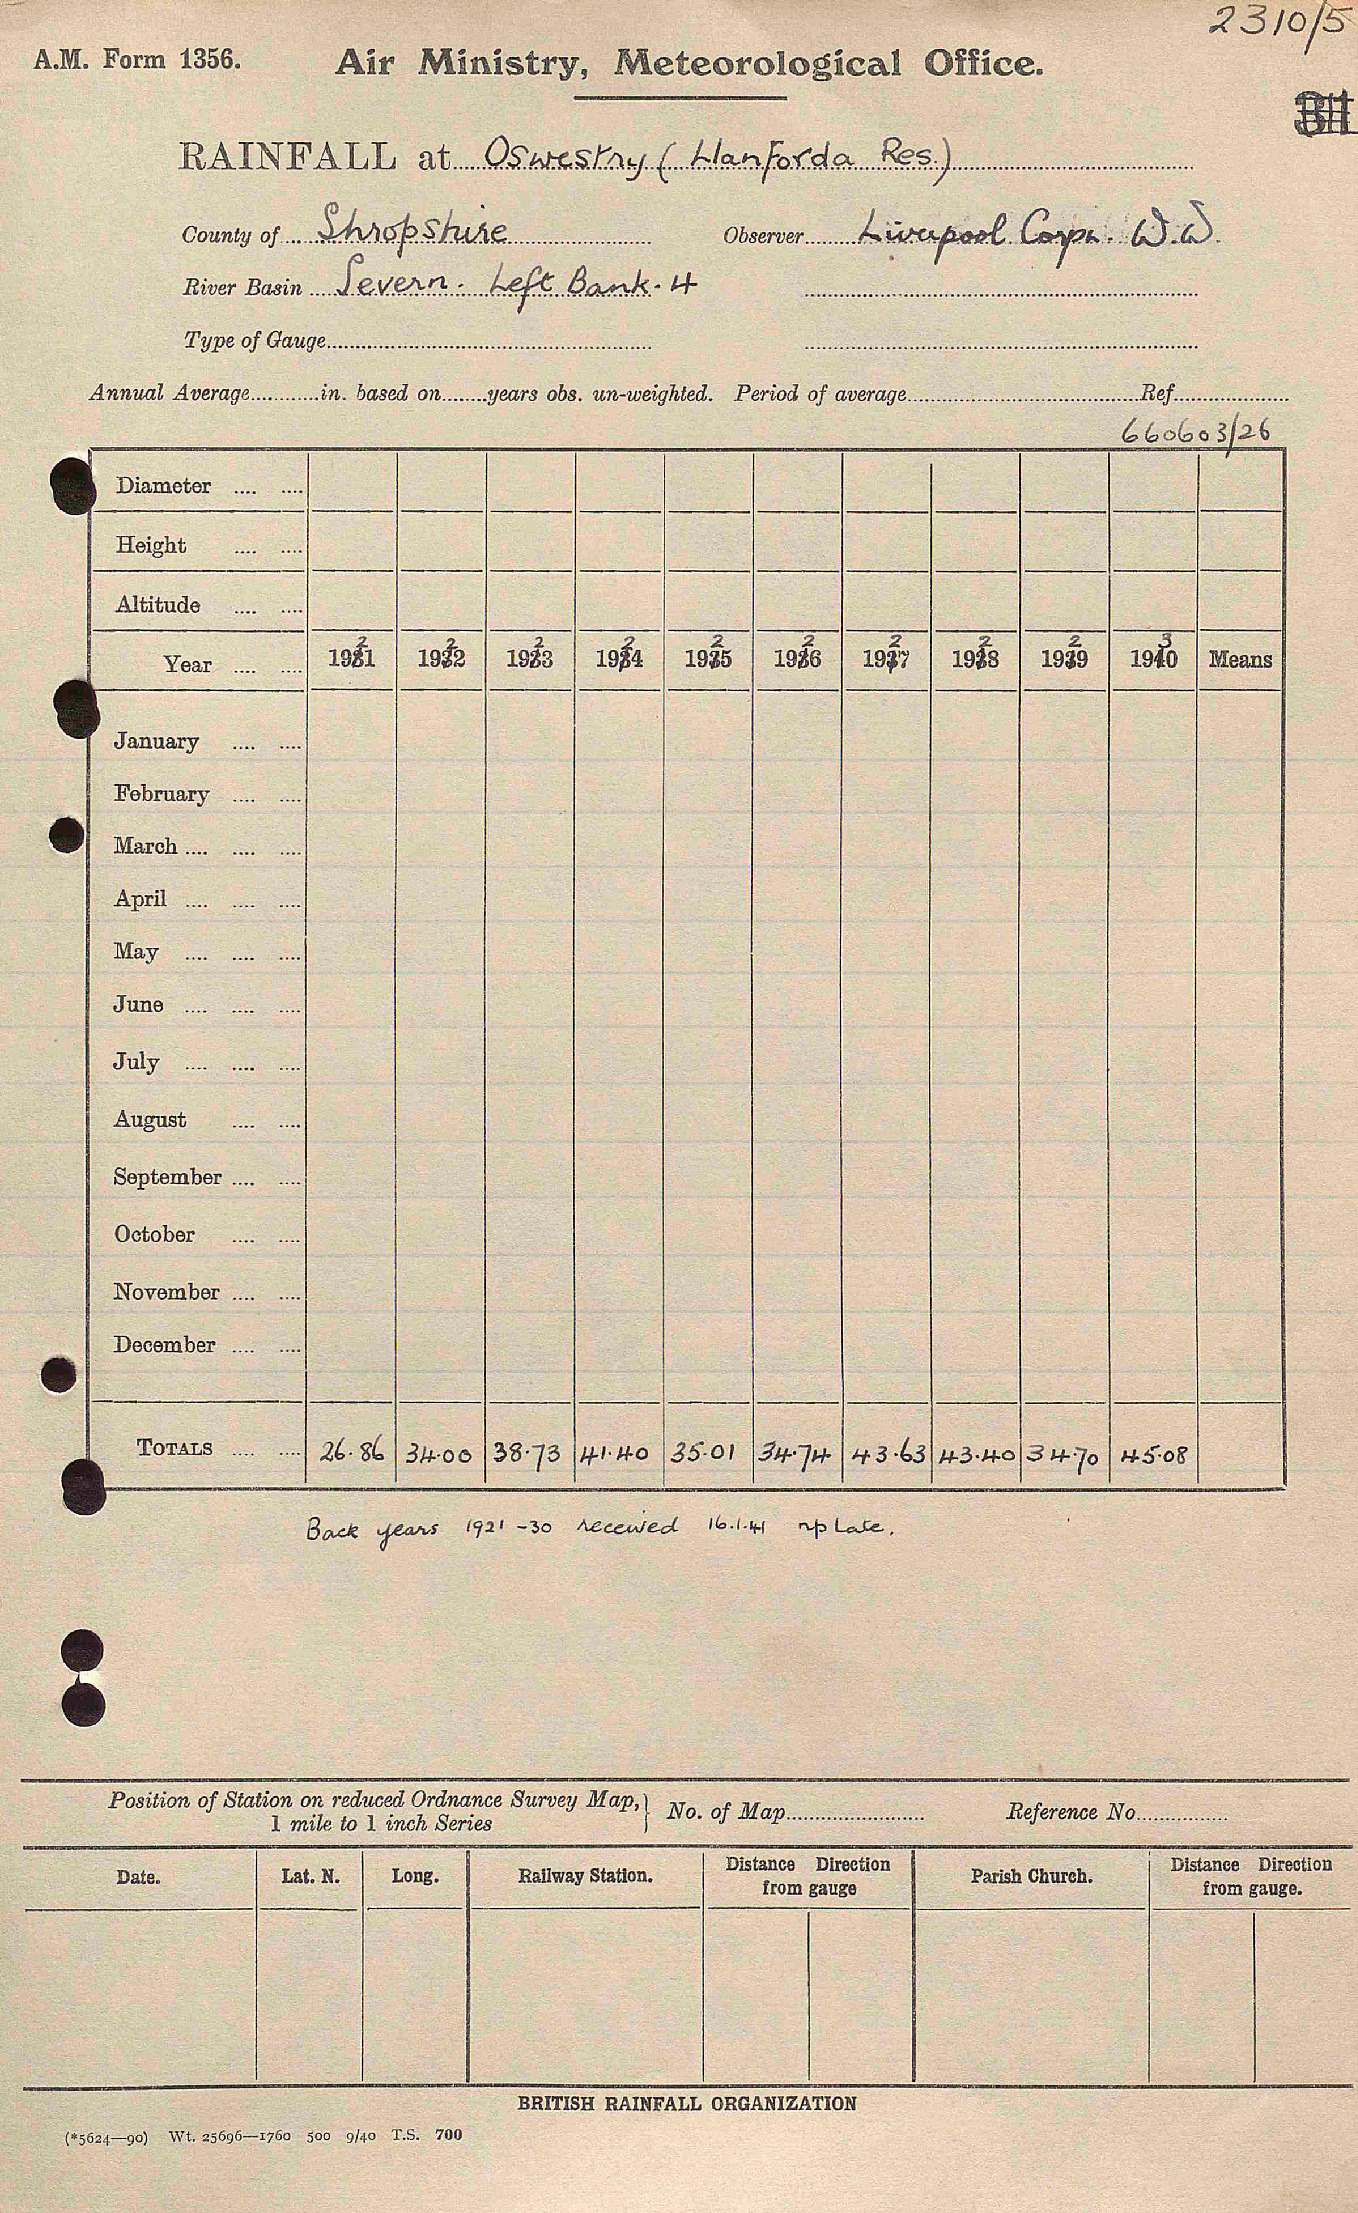 2310/5
A.M. Form 1356. Air Ministry, Meteorological Office.
RAINFALL at Oswestry (Llanforda Res.)
County of Shropshire Observer Liverpool Corpn. W.W.
River Basin Severn. Left Bank. 4
Type of Gauge
Annual Average in. based on years obs. un-weighted. Period of average Ref.
660603/26
Diameter
Height
Altitude
Year 1921 1922 1923 1924 1925 1926 1927 1928 1929 1930 Means
January
February
March
April
May
June
July
August
September
October
November
December
TOTALS 26.86 34.00 38.73 41.40 35.01 34.74 43.63 43.40 34.70 45.08
Back years 1921-30 received 16.1.41 Late.
Position of Station on reduced Ordnance Survey Map, No. of Map Reference No.
1 mile to 1 inch Series
Date. Lat. N. Long. Railway Station. Distance Direction from gauge Parish Church. Distance Direction from gauge.
BRITISH RAINFALL ORGANIZATION
(*5624—90) Wt. 25696—1760 500 9/40 T.S. 700